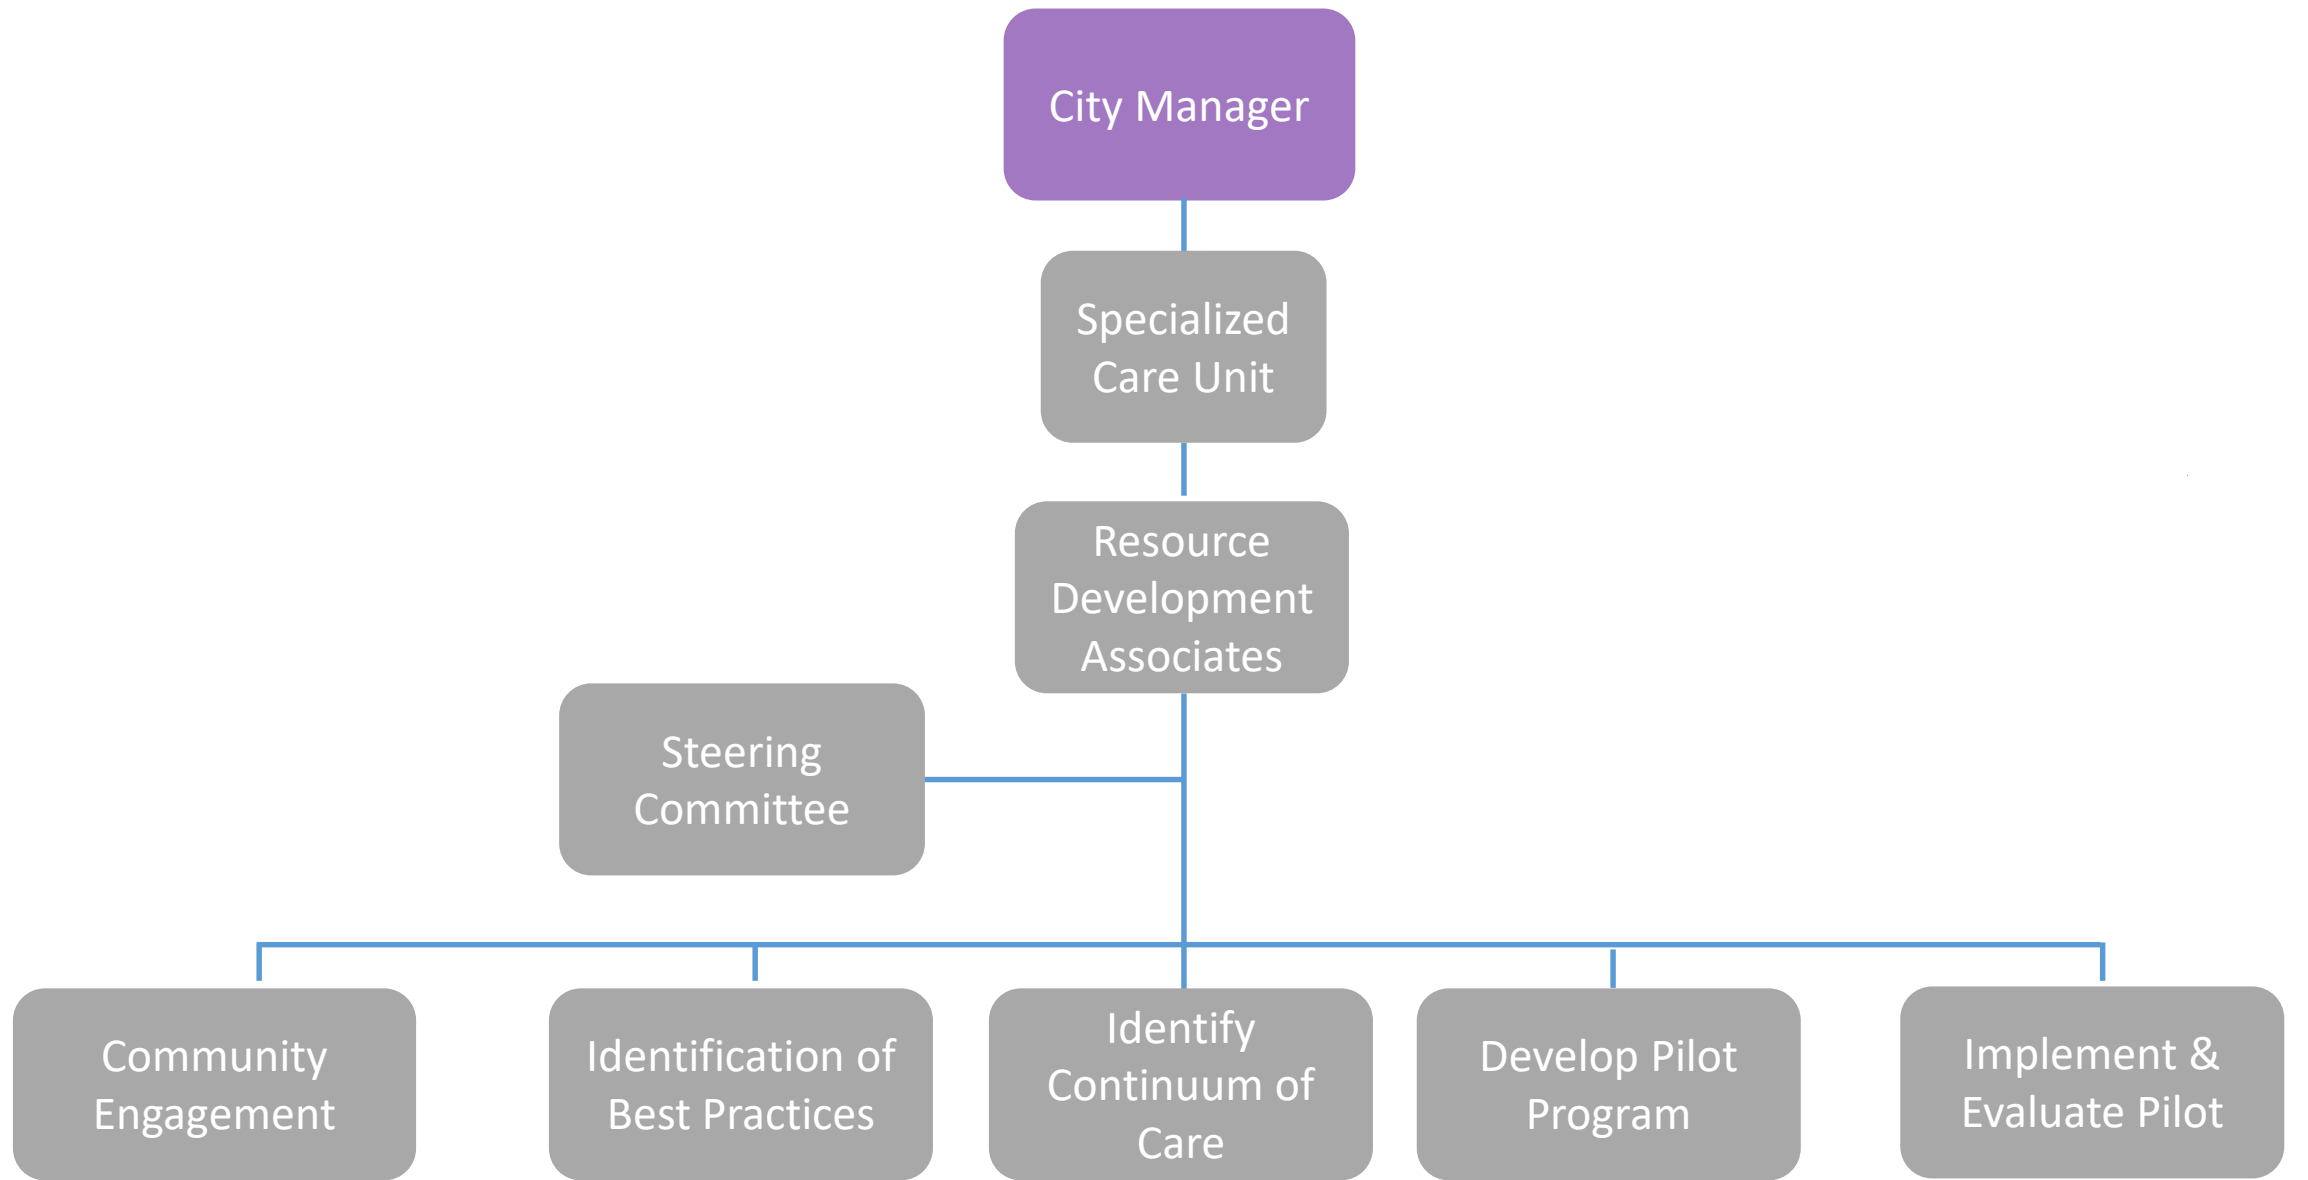 City Manager
Specialized
Care Unit
Resource
Development
Associates
Steering
Committee
Community
Engagement
Identification of
Best Practices
Identify
Continuum of
Care
Develop Pilot
Program
Implement &
Evaluate Pilot